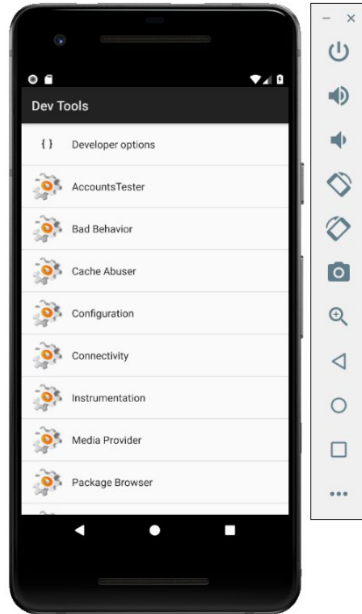 Dev Tools
{ } Developer options
AccountsTester
Bad Behavior
Cache Abuser
Configuration
Connectivity
Instrumentation
Media Provider
Package Browser